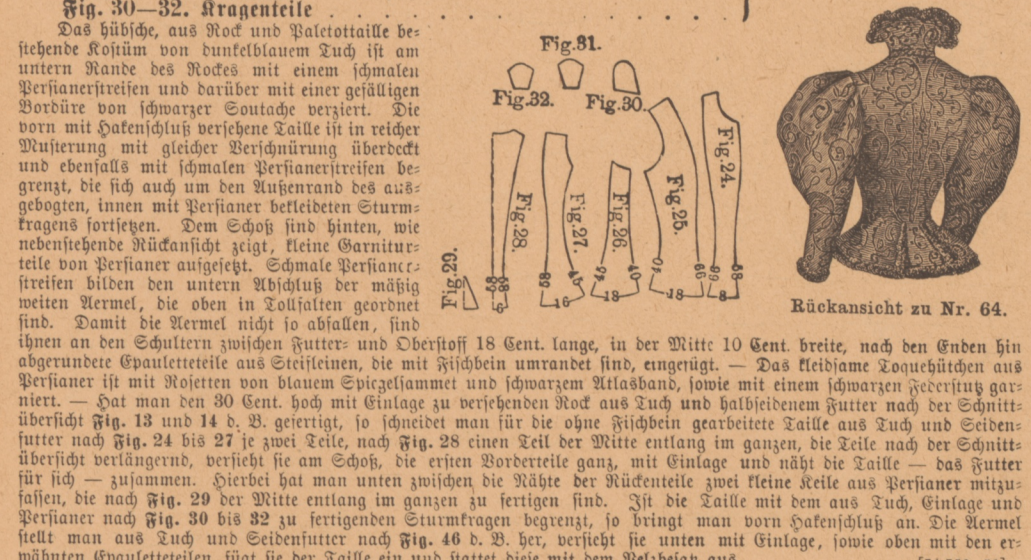 Fig. 30—32. Kragenteile . . . . . . . . . .
Das hübsche, aus Rock und Paletottaille be-
stehende Kostüm von dunkelblauem Tuch ist am
untern Rande des Rockes mit einem schmalen
Persianerstreifen und darüber mit einer gefälligen
Bordüre von schwarzer Soutache verziert. Die
vorn mit Hakenschluß versehene Taille ist in reicher
Musterung mit gleicher Verschnürung überdeckt
und ebenfalls mit schmalen Persianerstreifen be-
grenzt, die sich auch um den Außenrand des aus-
gebogten, innen mit Persianer bekleideten Sturm-
kragens fortsetzen. Dem Schoß sind hinten, wie
nebenstehende Rückansicht zeigt, kleine Garnitur-
teile von Persianer aufgesetzt. Schmale Persianer-
streifen bilden den untern Abschluß der mäßig
weiten Aermel, die oben in Tollfalten geordnet
sind. Damit die Aermel nicht so abfallen, sind
ihnen an den Schultern zwischen Futter- und Oberstoff 18 Cent. lange, in der Mitte 10 Cent. breite, nach den Enden hin
abgerundete Epauletteteile aus Steifleinen, die mit Fischbein umrandet sind, eingefügt. — Das kleidsame Toquehütchen aus
Persianer ist mit Rosetten von blauem Spiegelsammet und schwarzem Atlasband, sowie mit einem schwarzen Federstutz gar-
niert. — Hat man den 30 Cent. hoch mit Einlage zu versehenden Rock aus Tuch und halbseidenem Futter nach der Schnitt-
übersicht Fig. 13 und 14 d. B. gefertigt, so schneidet man für die ohne Fischbein gearbeitete Taille aus Tuch und Seiden-
futter nach Fig. 24 bis 27 je zwei Teile, nach Fig. 28 einen Teil der Mitte entlang im ganzen, die Teile nach der Schnitt-
übersicht verlängernd, versieht sie am Schoß, die ersten Vorderteile ganz, mit Einlage und näht die Taille — das Futter
für sich — zusammen. Hierbei hat man unten zwischen die Nähte der Rückenteile zwei kleine Keile aus Persianer mitzu-
fassen, die nach Fig. 29 der Mitte entlang im ganzen zu fertigen sind. Ist die Taille mit dem aus Tuch, Einlage und
Persianer nach Fig. 30 bis 32 zu fertigenden Sturmkragen begrenzt, so bringt man vorn Hakenschluß an. Die Aermel
stellt man aus Tuch und Seidenfutter nach Fig. 46 d. B. her, versieht sie unten mit Einlage, sowie oben mit den er-
wähnten Epauletteteilen, fügt sie der Taille ein und stattet diese mit dem Pelzbesatz aus.
Fig.31.
Fig.32.
Fig.30.
Fig.24.
Fig.25.
Fig.26.
Fig.27.
Fig.28.
Fig.29.
16
18
18
8
Rückansicht zu Nr. 64.